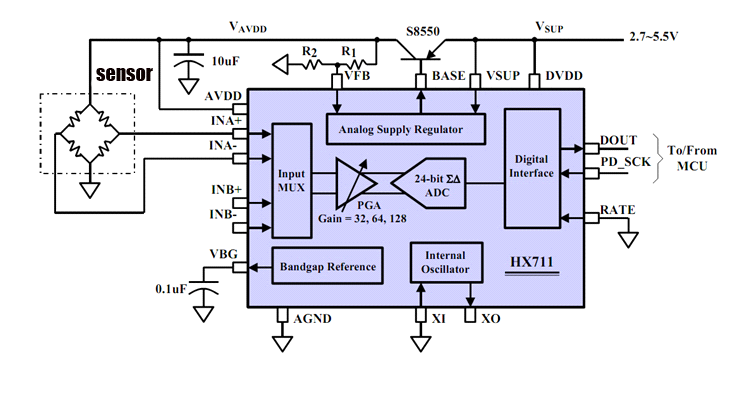 VAVDD
S8550
VSUP
2.7~5.5V
R2
R1
10uF
sensor
VFB
BASE
VSUP
DVDD
AVDD
INA+
INA-
Analog Supply Regulator
DOUT
PD_SCK
To/From
MCU
Input
MUX
24-bit ΣΔ
ADC
Digital
Interface
PGA
Gain = 32, 64, 128
INB+
INB-
RATE
VBG
Bandgap Reference
Internal
Oscillator
HX711
0.1uF
AGND
XI
XO